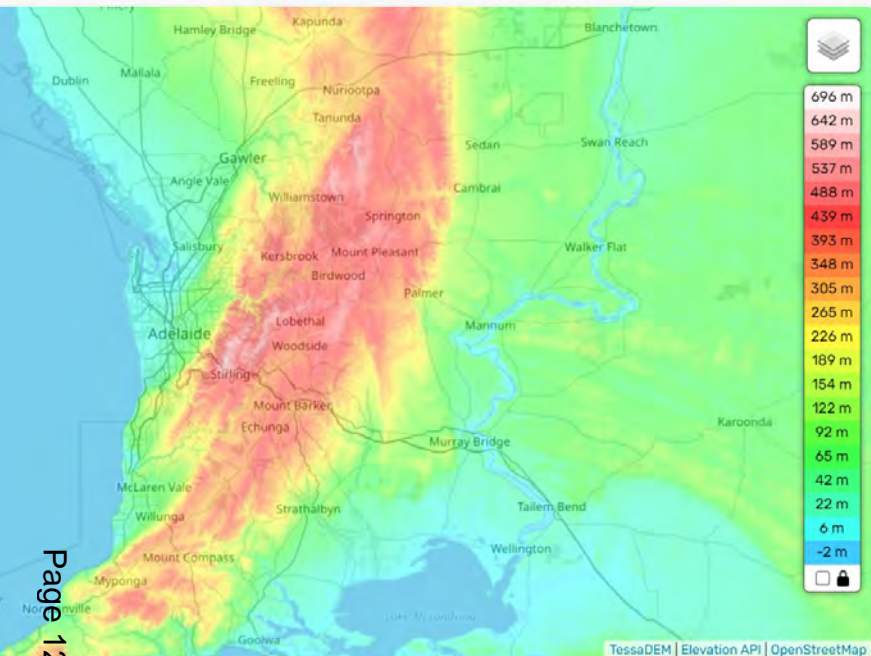 Kapunda
Hamley Bridge
Blanchetown
Dublin
Mallala
Freeling
Nuriootpa
Tanunda
Sedan
Swan Reach
Gawler
Angle Vale
Cambrai
Williamstown
Springton
Salisbury
Walker Flat
Kersbrook
Mount Pleasant
Birdwood
Palmer
Lobethal
Mannum
Adelaide
Woodside
Stirling
Mount Barker
Echunga
Karoonda
Murray Bridge
McLaren Vale
Willunga
Strathalbyn
Tailem Bend
Wellington
Mount Compass
Myponga
Lake Alexandrina
Goolwa
696 m
642 m
589 m
537 m
488 m
439 m
393 m
348 m
305 m
265 m
226 m
189 m
154 m
122 m
92 m
65 m
42 m
22 m
6 m
-2 m
Page 12
TessaDEM | Elevation API | OpenStreetMap